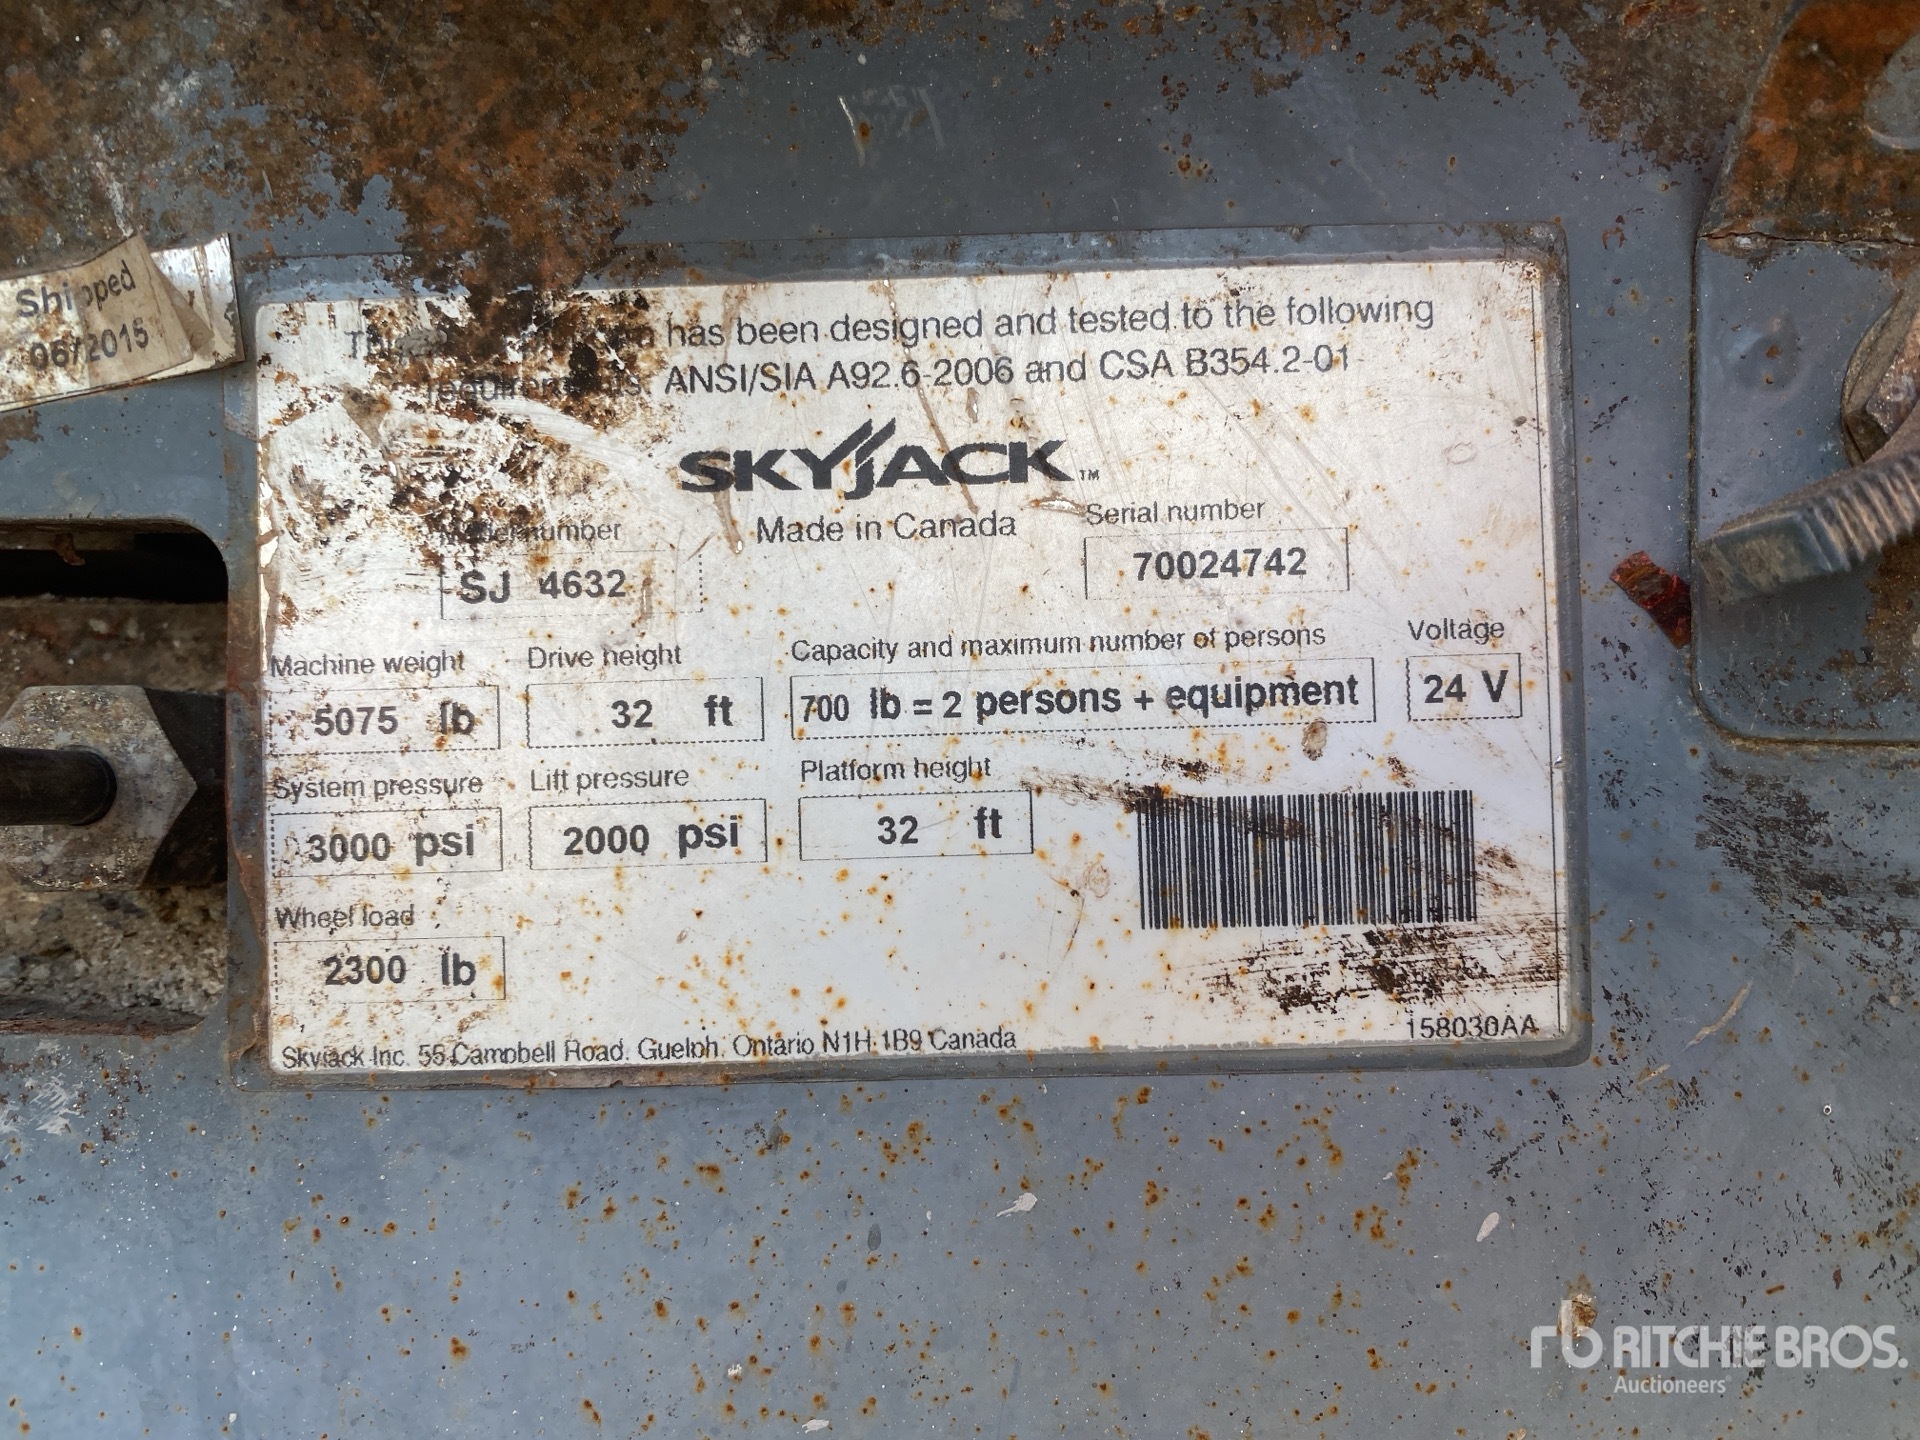 Shipped
06/2015
has been designed and tested to the following
requirements. ANSI/SIA A92.6-2006 and CSA B354.2-01
SKYJACK™
Made in Canada
Model number
SJ 4632
Serial number
70024742
Machine weight
5075 lb
Drive height
32 ft
Capacity and maximum number of persons
700 lb = 2 persons + equipment
Voltage
24 V
System pressure
3000 psi
Lift pressure
2000 psi
Platform height
32 ft
Wheel load
2300 lb
158030AA
Skyjack Inc. 55 Campbell Road. Guelph. Ontario N1H 1B9 Canada
rb RITCHIE BROS.
Auctioneers